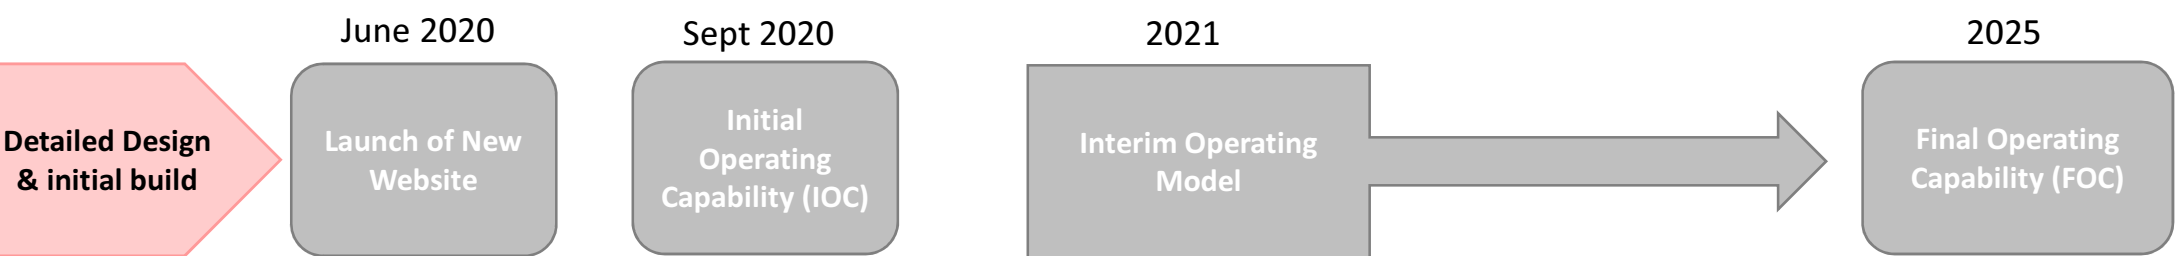 June 2020
Sept 2020
2021
2025
Detailed Design
& initial build
Launch of New
Website
Initial
Operating
Capability (IOC)
Interim Operating
Model
Final Operating
Capability (FOC)